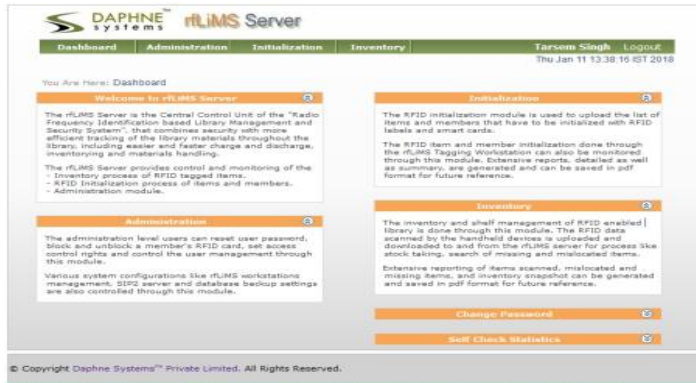 DAPHNE™
systems
rfLiMS Server
Dashboard Administration Initialization Inventory Tarsem Singh Logout
Thu Jan 11 13:38:16 IST 2018
You Are Here: Dashboard
Welcome to rfLiMS Server
The rfLiMS Server is the Central Control Unit of the "Radio
Frequency Identification based Library Management and
Security System", that combines security with more
efficient tracking of the library materials throughout the
library, including easier and faster charge and discharge,
inventorying and materials handling.
The rfLiMS Server provides control and monitoring of the
- Inventory process of RFID tagged items.
- RFID Initialization process of items and members.
- Administration module.
Administration
The administration level users can reset user password,
block and unblock a member's RFID card, set access
control rights and control the user management through
this module.
Various system configurations like rfLiMS workstations
management, SIP2 server and database backup settings
are also controlled through this module.
Initialization
The RFID initialization module is used to upload the list of
items and members that have to be initialized with RFID
labels and smart cards.
The RFID item and member initialization done through
the rfLiMS Tagging Workstation can also be monitored
through this module. Extensive reports, detailed as well
as summary, are generated and can be saved in pdf
format for future reference.
Inventory
The inventory and shelf management of RFID enabled
library is done through this module. The RFID data
scanned by the handheld devices is uploaded and
downloaded to and from the rfLiMS server for process like
stock taking, search of missing and mislocated items.
Extensive reporting of items scanned, mislocated and
missing items, and inventory snapshot can be generated
and saved in pdf format for future reference.
Change Password
Self Check Statistics
© Copyright Daphne Systems™ Private Limited. All Rights Reserved.